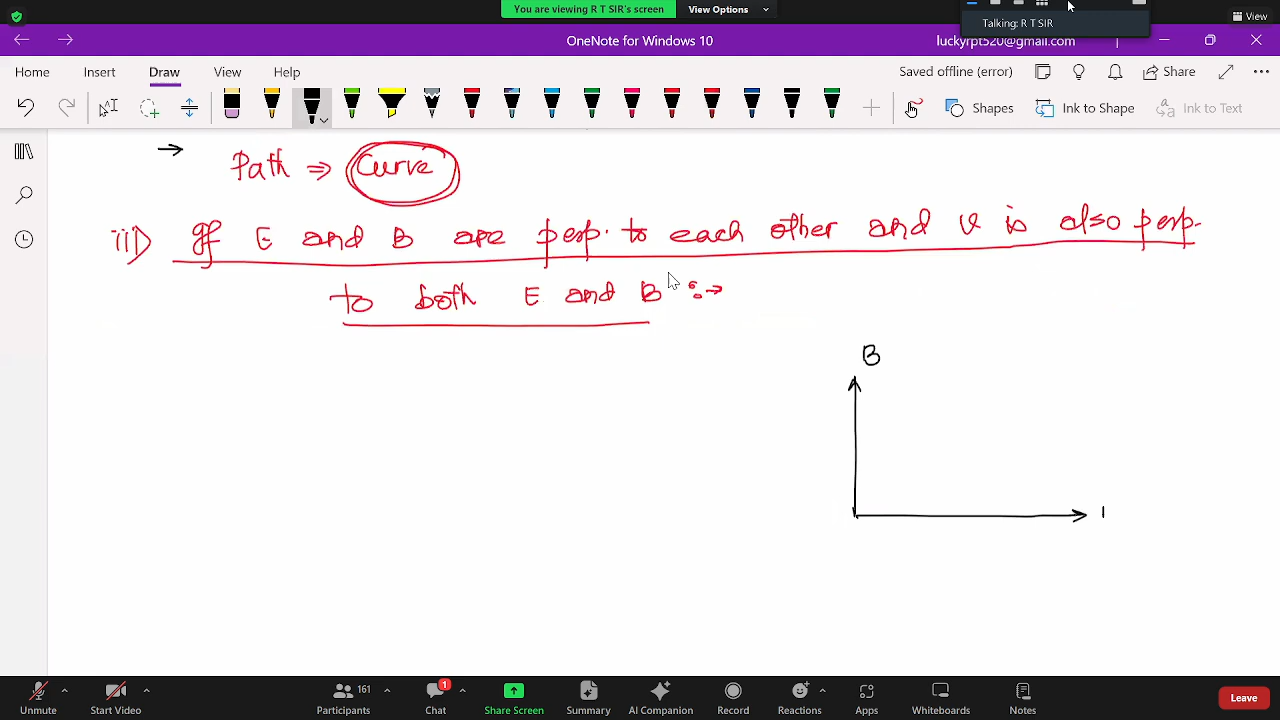 You are viewing R T SIR's screen
View Options
Talking: R T SIR
View
OneNote for Windows 10
luckyrpt520@gmail.com
Home Insert Draw View Help
Saved offline (error)
Share
Shapes
Ink to Shape
Ink to Text
→ Path ⇒ Curve
iii) If E and B are perp. to each other and v is also perp.
to both E and B :→
B
Unmute
Start Video
Participants 161
Chat 1
Share Screen
Summary
AI Companion
Record
Reactions
Apps
Whiteboards
Notes
Leave